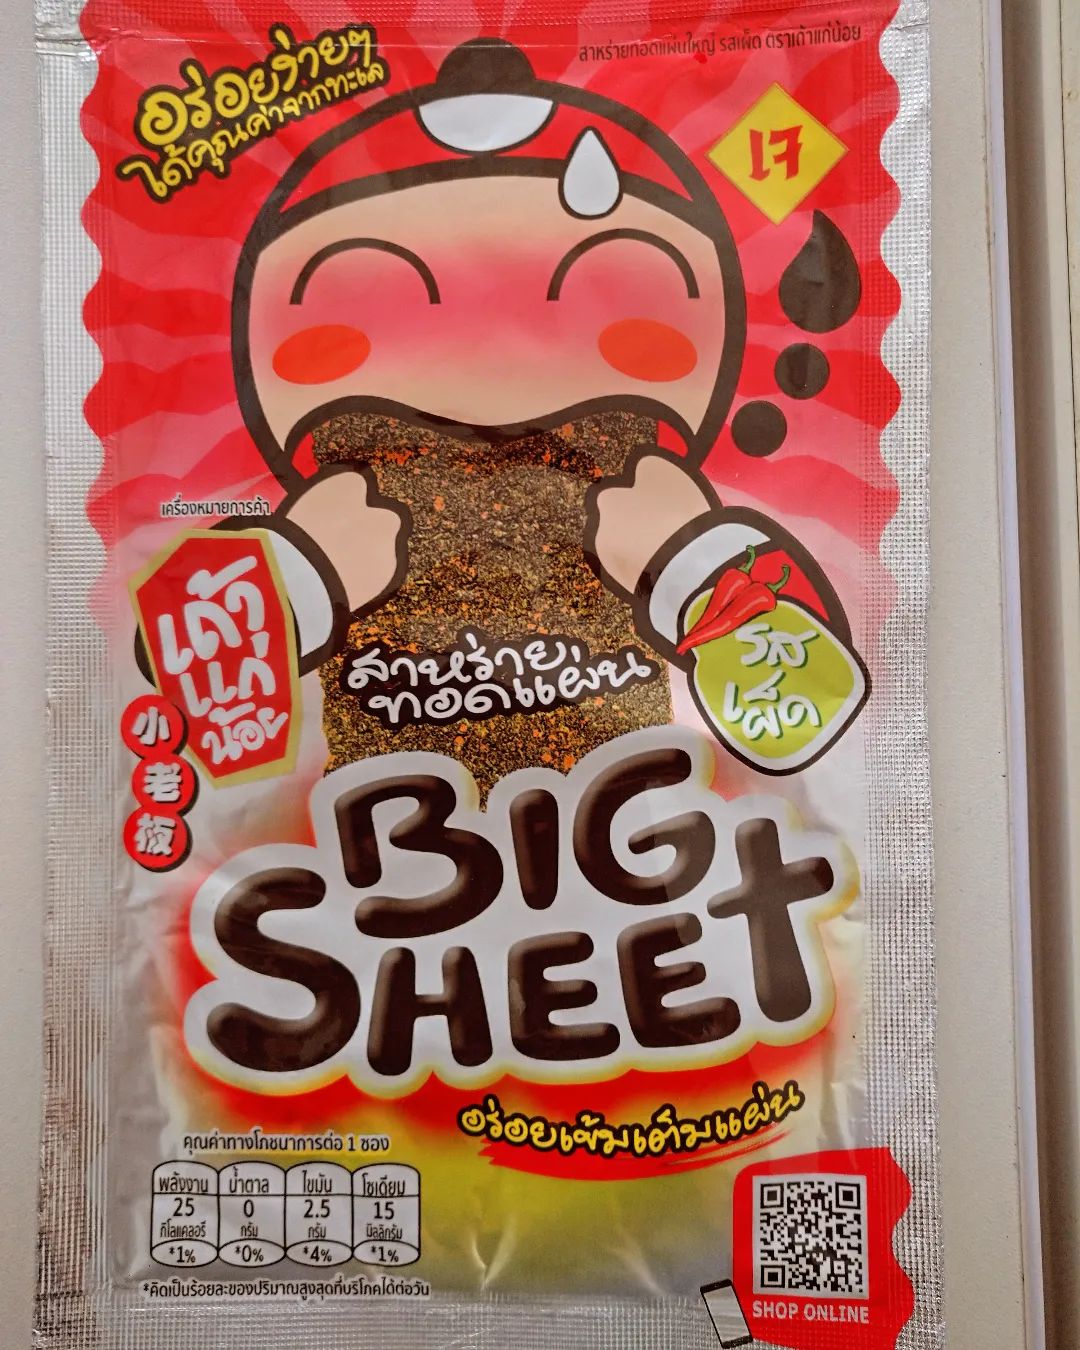 สาหร่ายทอดแผ่นใหญ่ รสเผ็ด ตราเถ้าแก่น้อย
อร่อยง่ายๆ
ได้คุณค่าจากทะเล
เจ
เครื่องหมายการค้า
เถ้า
แก่
น้อย
小
老
板
รส
เผ็ด
สาหร่าย
ทอดแผ่น
BIG
SHEET
อร่อยเข้มเต็มแผ่น
คุณค่าทางโภชนาการต่อ 1 ซอง
พลังงาน น้ำตาล ไขมัน โซเดียม
25 0 2.5 15
กิโลแคลอรี กรัม กรัม มิลลิกรัม
*1% *0% *4% *1%
*คิดเป็นร้อยละของปริมาณสูงสุดที่บริโภคได้ต่อวัน
SHOP ONLINE